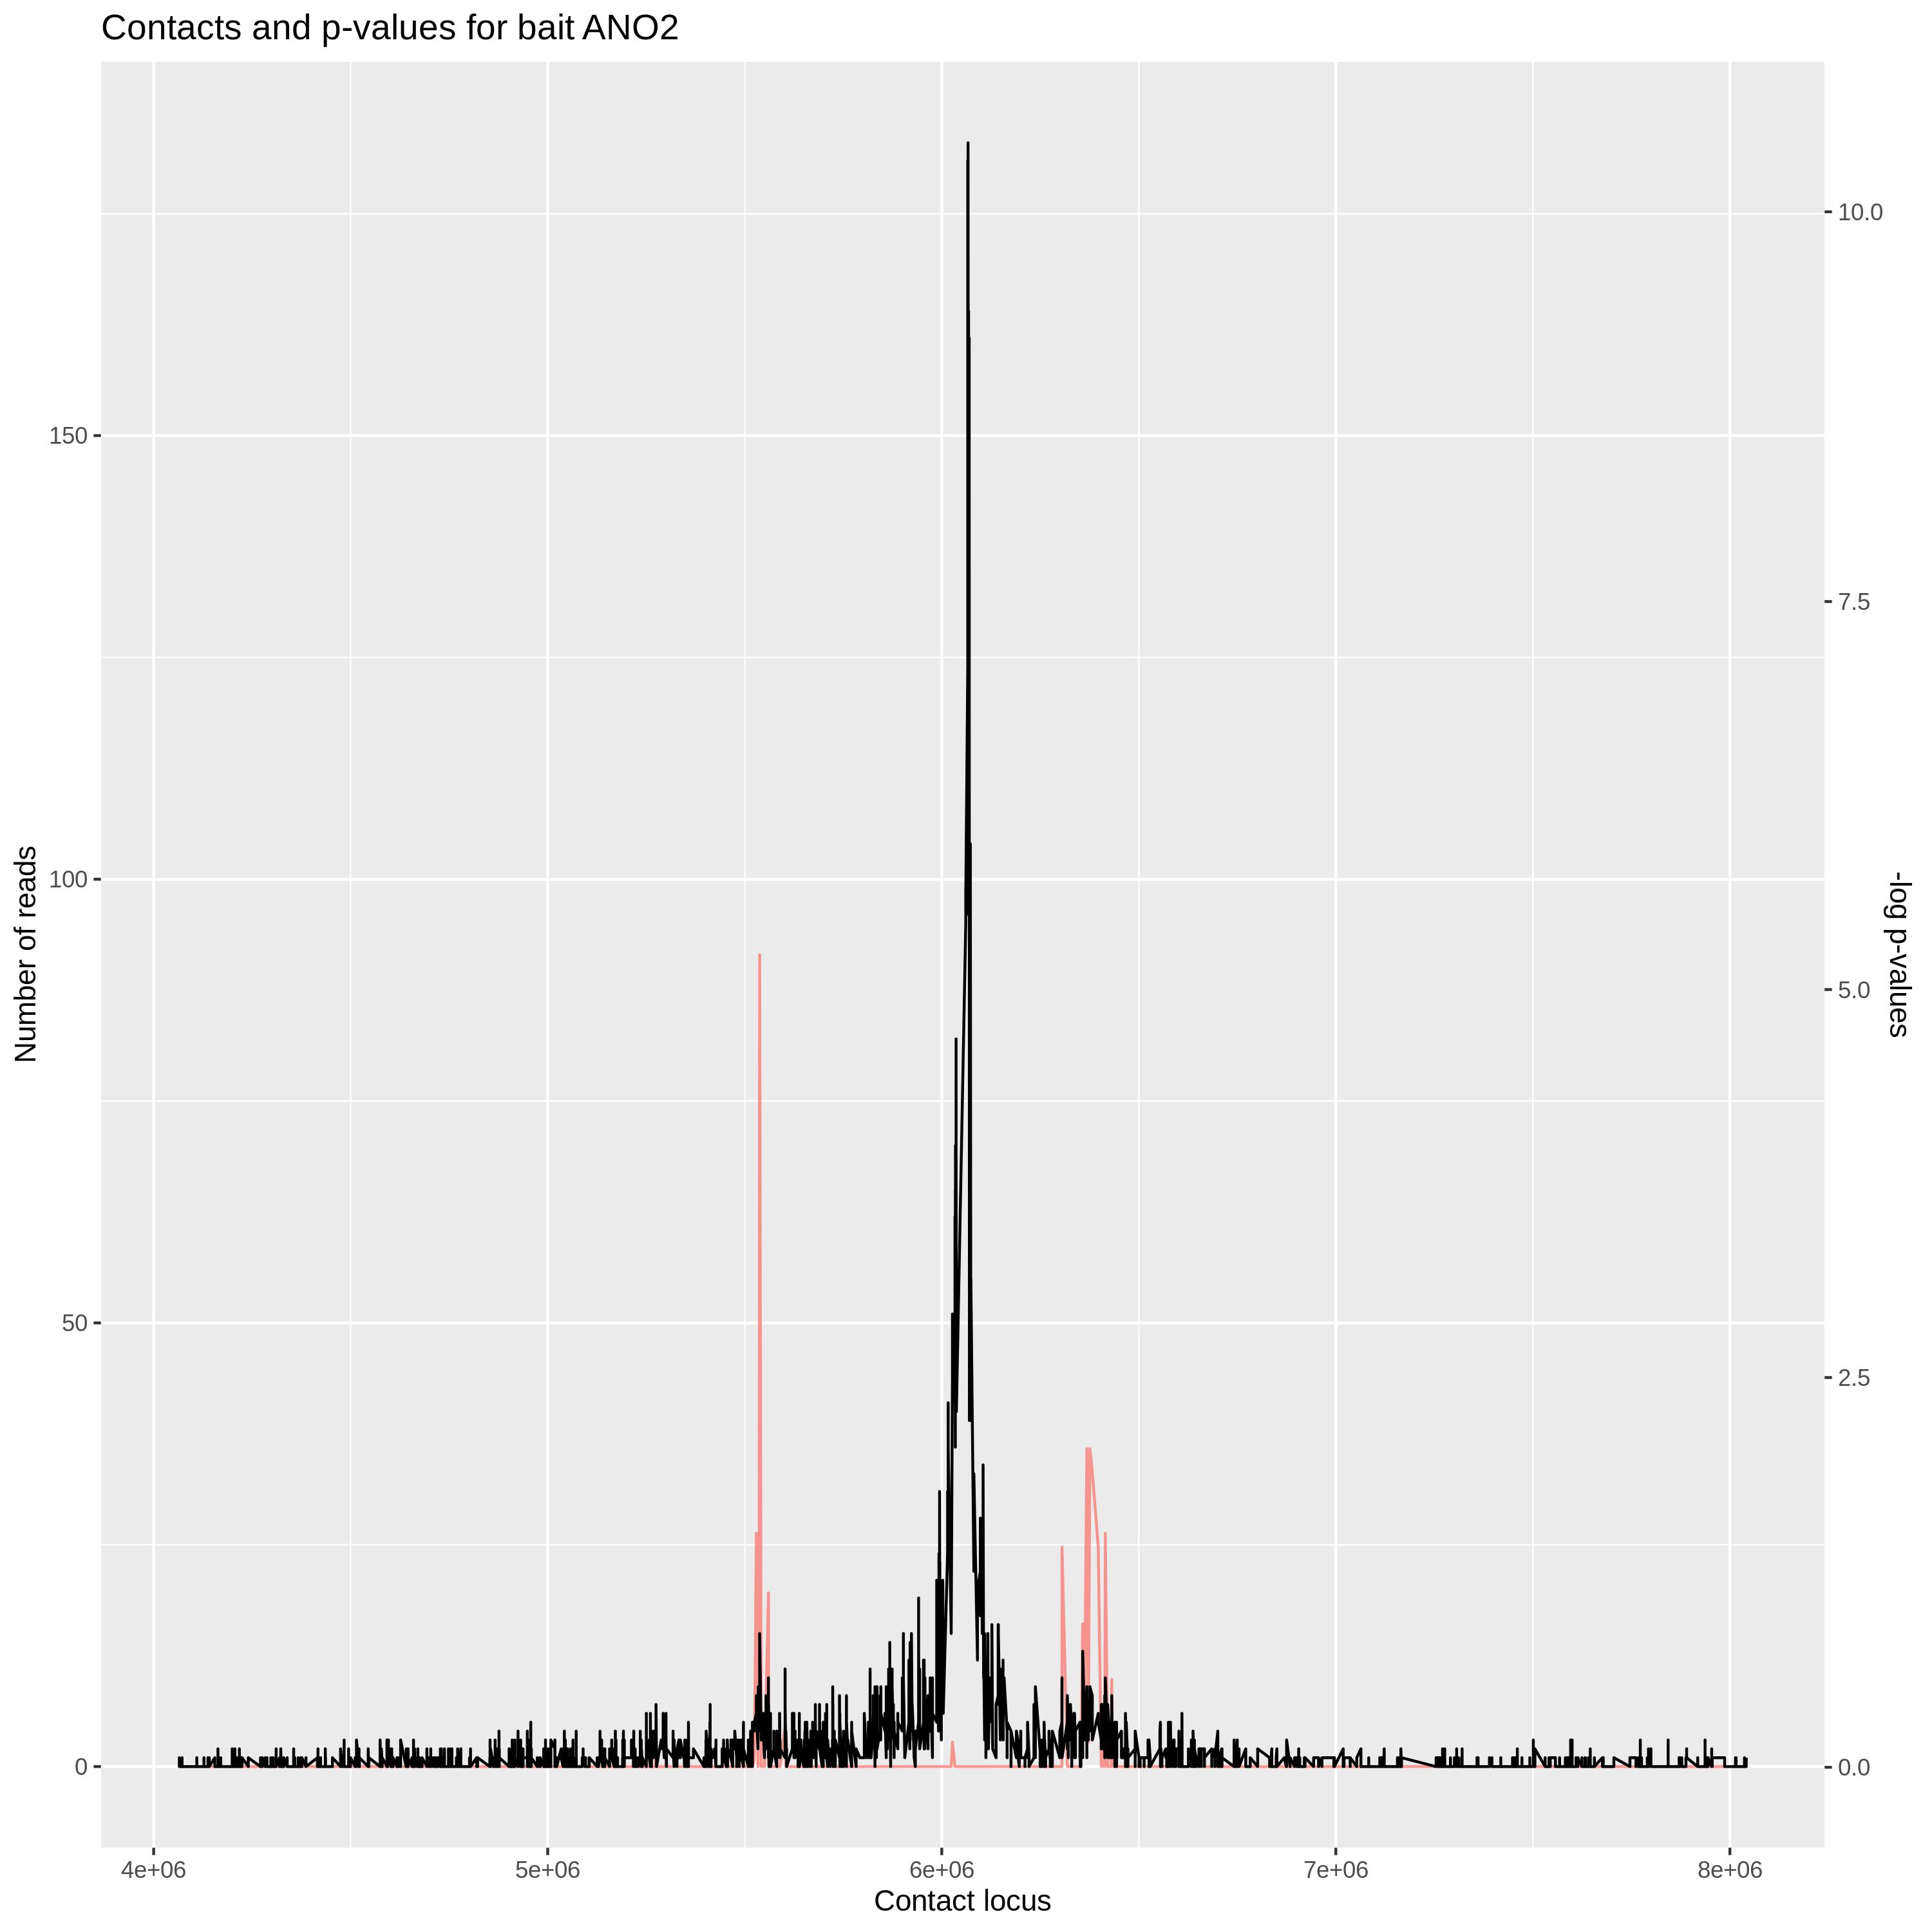 Contacts and p-values for bait ANO2
Number of reads
150
100
50
0
10.0
7.5
5.0
2.5
0.0
-log p-values
4e+06 5e+06 6e+06 7e+06 8e+06
Contact locus